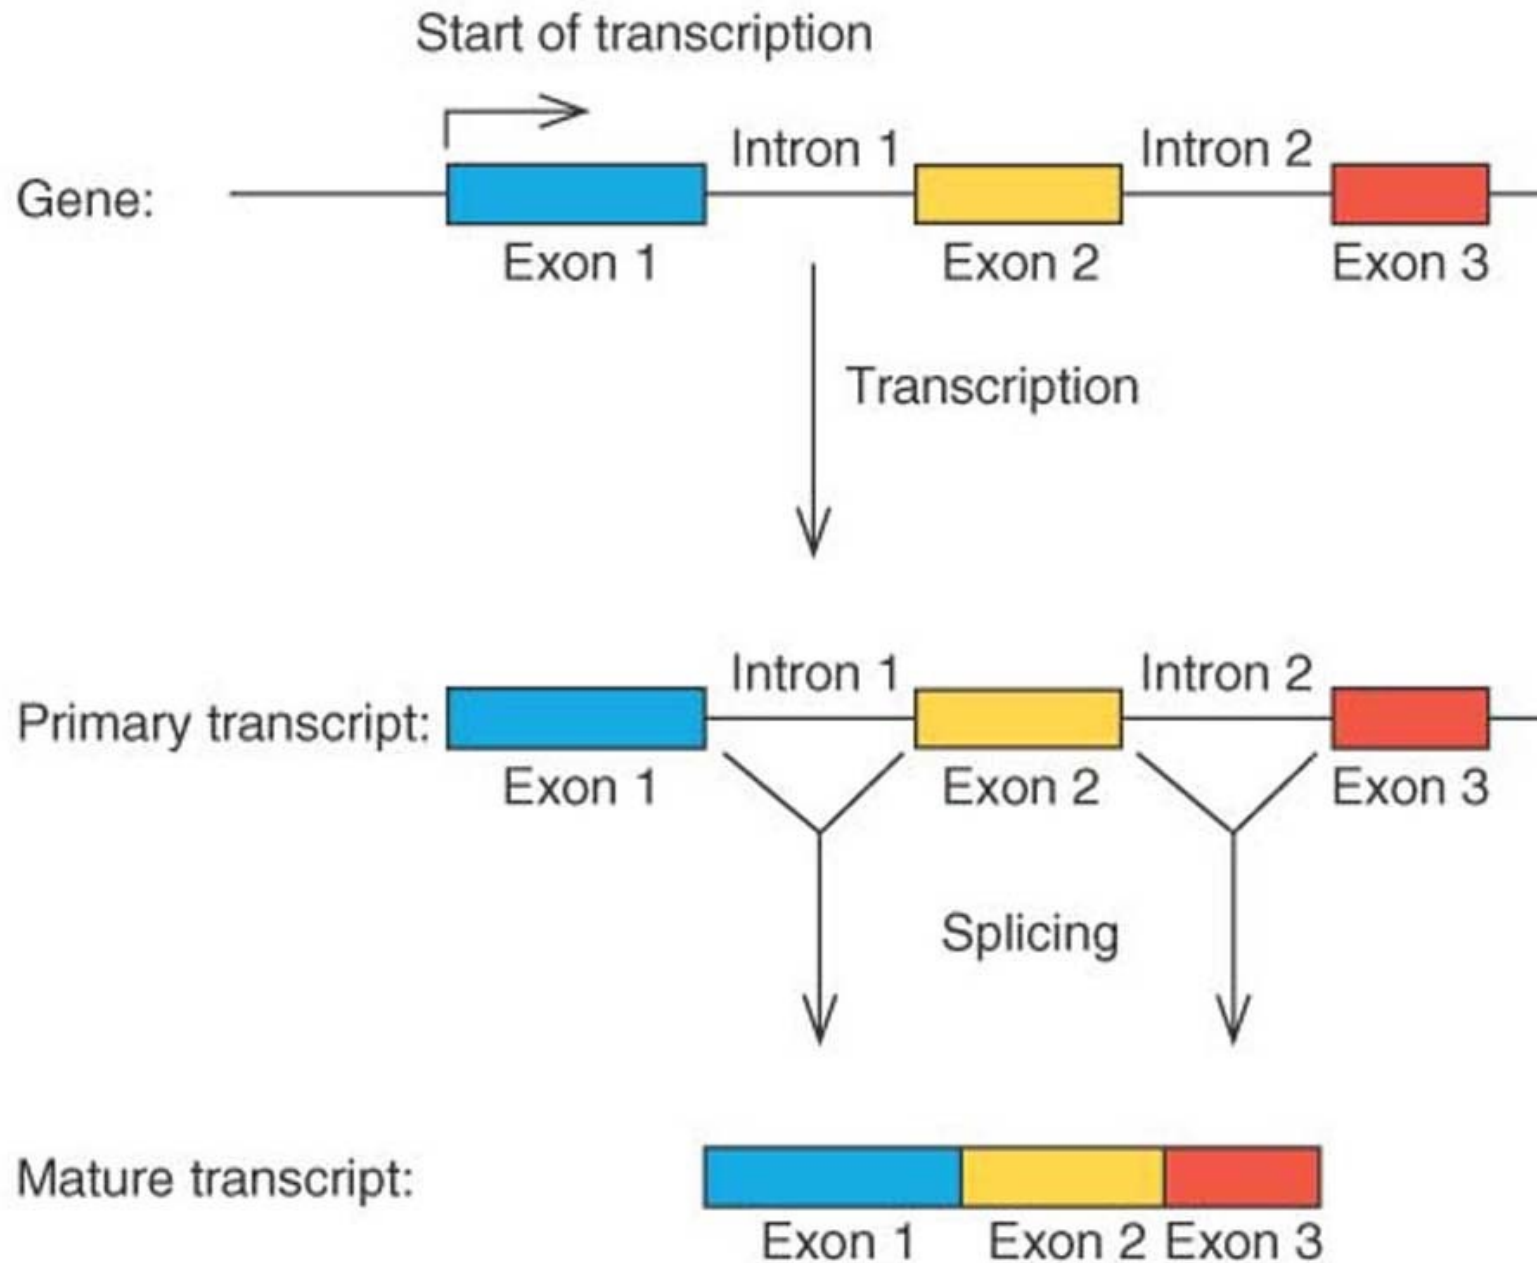 Start of transcription
Intron 1 Intron 2
Gene:
Exon 1 Exon 2 Exon 3
Transcription
Intron 1 Intron 2
Primary transcript:
Exon 1 Exon 2 Exon 3
Splicing
Mature transcript:
Exon 1 Exon 2 Exon 3